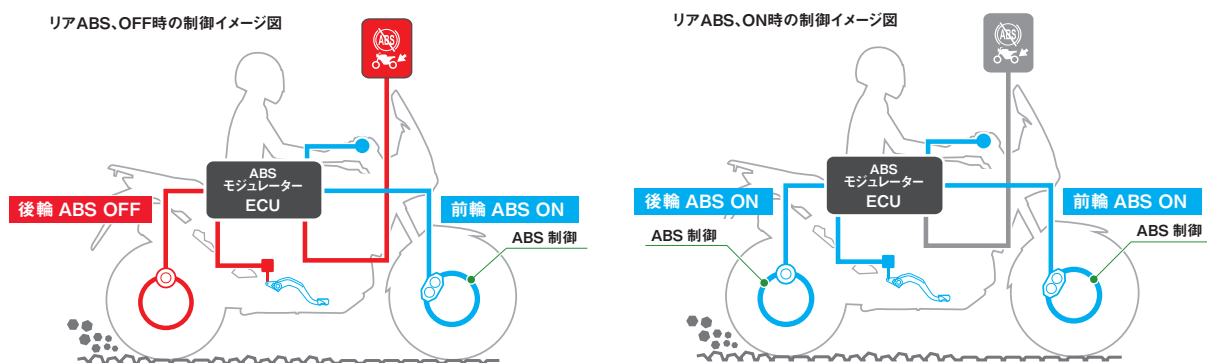 リアABS、OFF時の制御イメージ図
ABS
ABS
モジュレーター
ECU
後輪 ABS OFF
前輪 ABS ON
ABS 制御
リアABS、ON時の制御イメージ図
ABS
ABS
モジュレーター
ECU
後輪 ABS ON
前輪 ABS ON
ABS 制御
ABS 制御